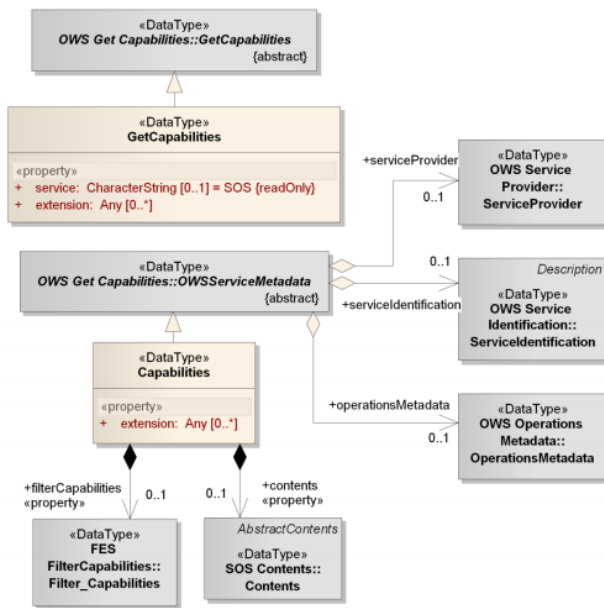 «DataType»
OWS Get Capabilities::GetCapabilities
{abstract}
«DataType»
GetCapabilities
«property»
+ service: CharacterString [0..1] = SOS {readOnly}
+ extension: Any [0..*]
+serviceProvider
0..1
«DataType»
OWS Service
Provider::
ServiceProvider
«DataType»
OWS Get Capabilities::OWSServiceMetadata
{abstract}
0..1
+serviceIdentification
Description
«DataType»
OWS Service
Identification::
ServiceIdentification
«DataType»
Capabilities
«property»
+ extension: Any [0..*]
+operationsMetadata
0..1
«DataType»
OWS Operations
Metadata::
OperationsMetadata
+filterCapabilities
«property»
0..1
0..1
+contents
«property»
«DataType»
FES
FilterCapabilities::
Filter_Capabilities
AbstractContents
«DataType»
SOS Contents::
Contents